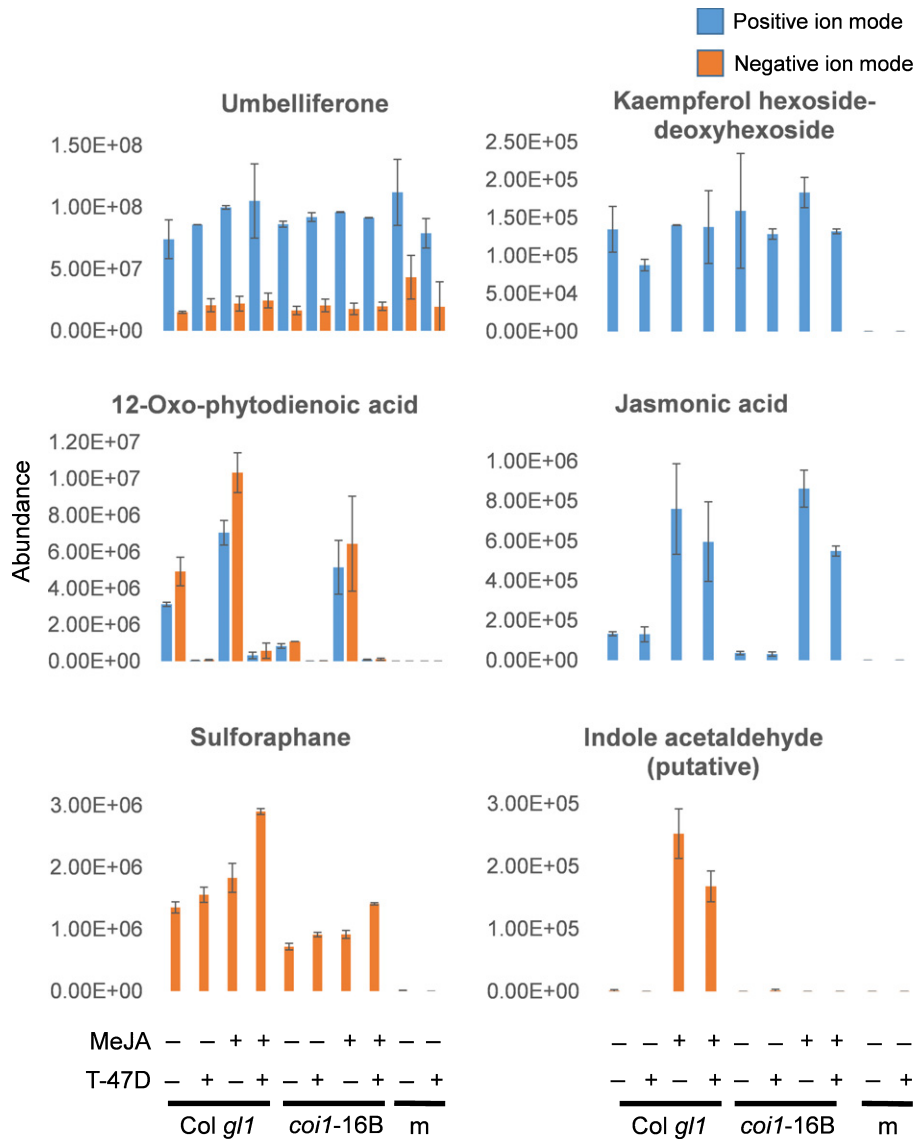 Positive ion mode
Negative ion mode
Umbelliferone
1.50E+08
1.00E+08
5.00E+07
0.00E+00
Kaempferol hexoside-
deoxyhexoside
2.50E+05
2.00E+05
1.50E+05
1.00E+05
5.00E+04
0.00E+00
Abundance
12-Oxo-phytodienoic acid
1.20E+07
1.00E+07
8.00E+06
6.00E+06
4.00E+06
2.00E+06
0.00E+00
Jasmonic acid
1.00E+06
8.00E+05
6.00E+05
4.00E+05
2.00E+05
0.00E+00
Sulforaphane
3.00E+06
2.00E+06
1.00E+06
0.00E+00
Indole acetaldehyde
(putative)
3.00E+05
2.00E+05
1.00E+05
0.00E+00
MeJA – – + + – – + + – –
– – + + – – + + – –
T-47D – + – + – + – + – +
– + – + – + – + – +
Col gl1 coi1-16B m
Col gl1 coi1-16B m